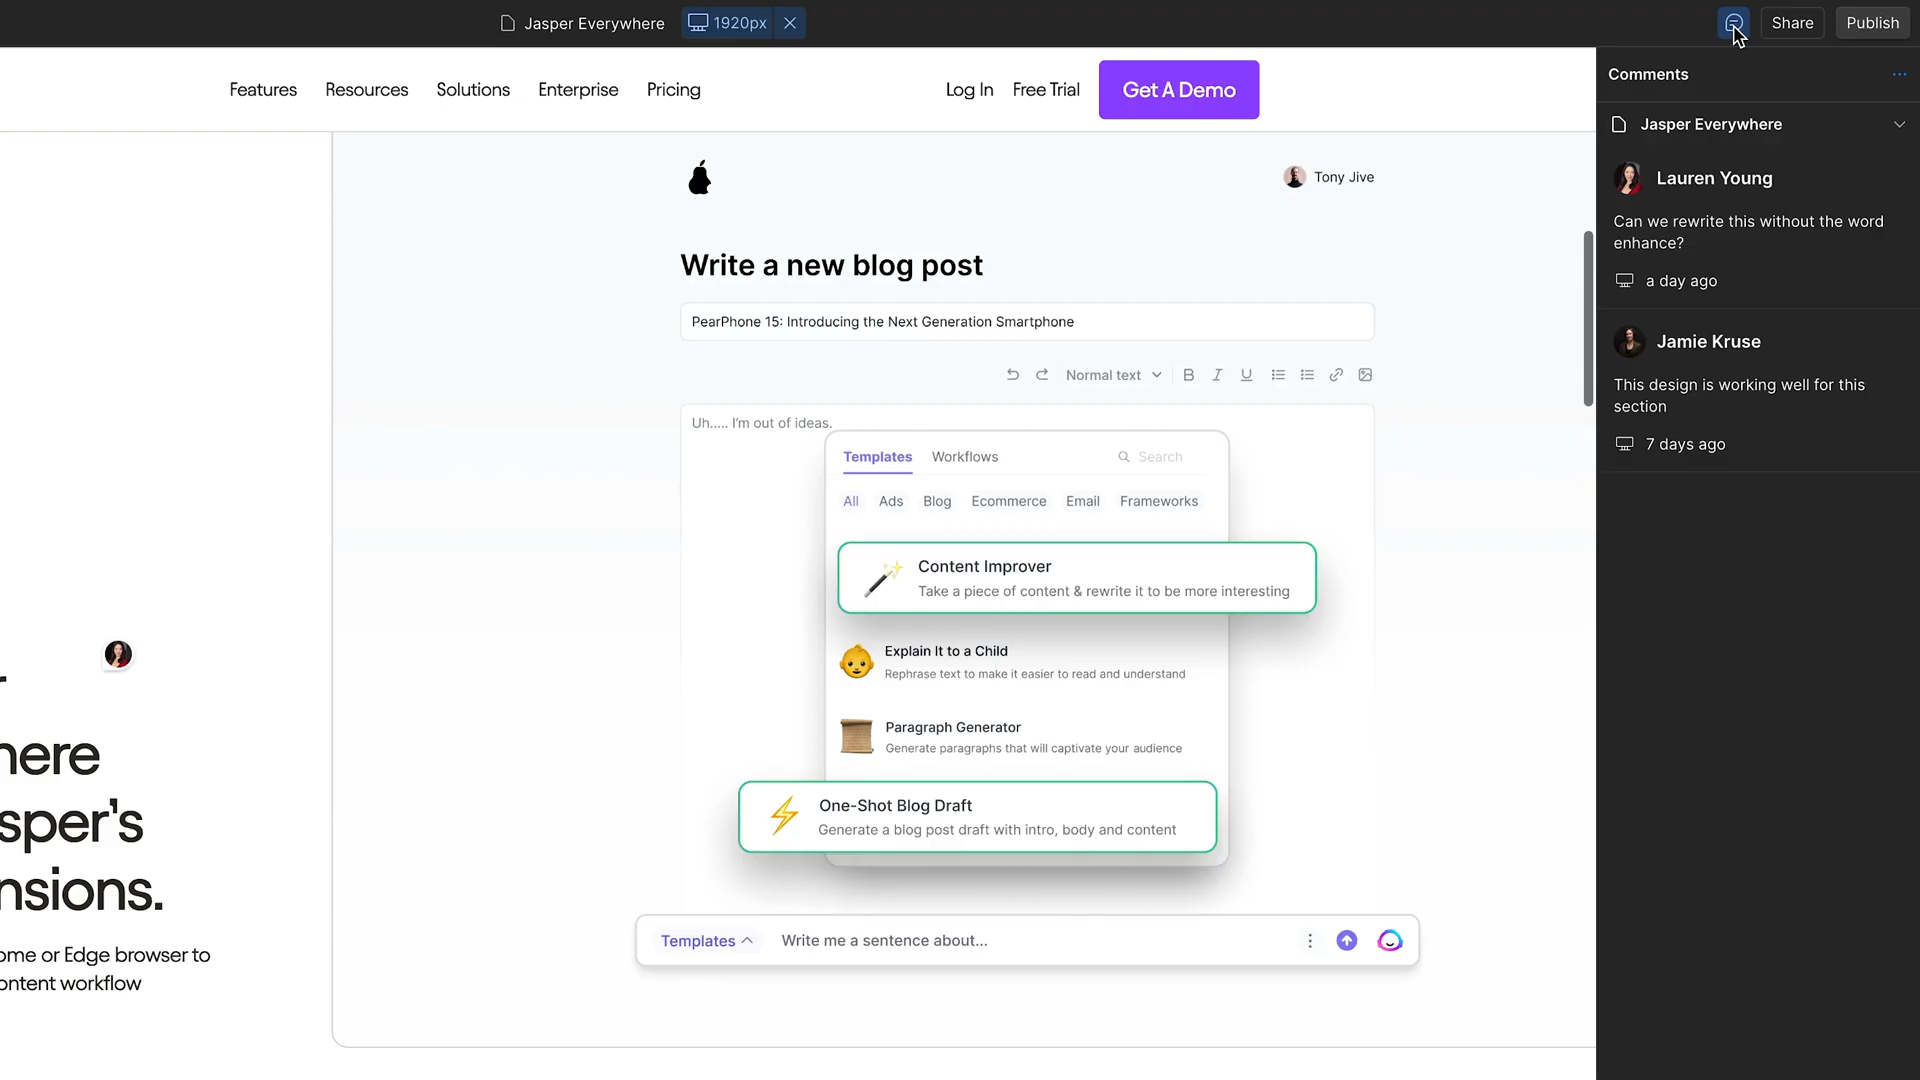 Jasper Everywhere
1920px
Share
Publish
Features
Resources
Solutions
Enterprise
Pricing
Log In
Free Trial
Get A Demo
Comments
Jasper Everywhere
Lauren Young
Can we rewrite this without the word
enhance?
a day ago
Jamie Kruse
This design is working well for this
section
7 days ago
Tony Jive
Write a new blog post
PearPhone 15: Introducing the Next Generation Smartphone
Normal text
B
I
U
Uh..... I'm out of ideas.
Templates
Workflows
Search
All
Ads
Blog
Ecommerce
Email
Frameworks
Content Improver
Take a piece of content & rewrite it to be more interesting
Explain It to a Child
Rephrase text to make it easier to read and understand
Paragraph Generator
Generate paragraphs that will captivate your audience
One-Shot Blog Draft
Generate a blog post draft with intro, body and content
Templates
Write me a sentence about...
here
sper's
nsions.
ome or Edge browser to
ontent workflow